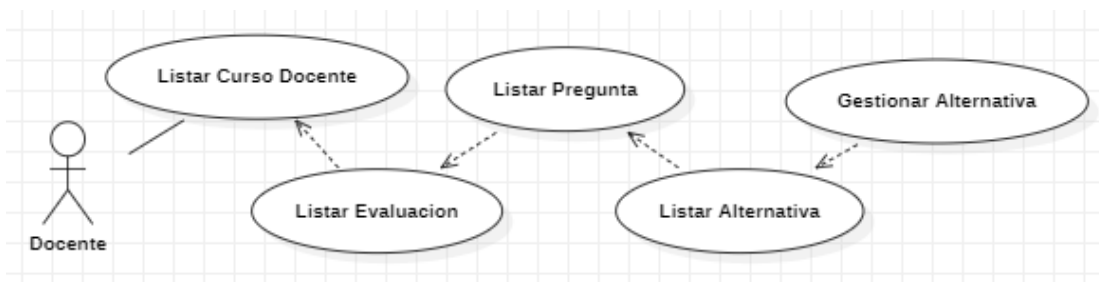 Listar Curso Docente
Listar Pregunta
Gestionar Alternativa
Listar Evaluacion
Listar Alternativa
Docente